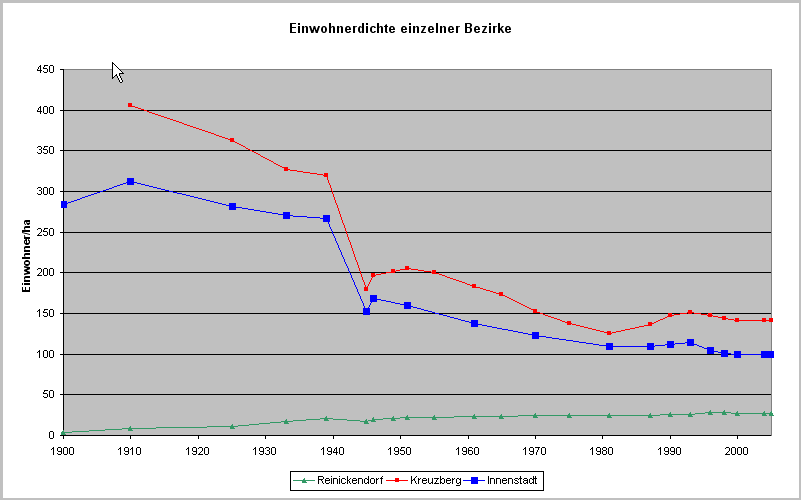 Einwohnerdichte einzelner Bezirke
Einwohner/ha
450
400
350
300
250
200
150
100
50
0
1900 1910 1920 1930 1940 1950 1960 1970 1980 1990 2000
Reinickendorf Kreuzberg Innenstadt